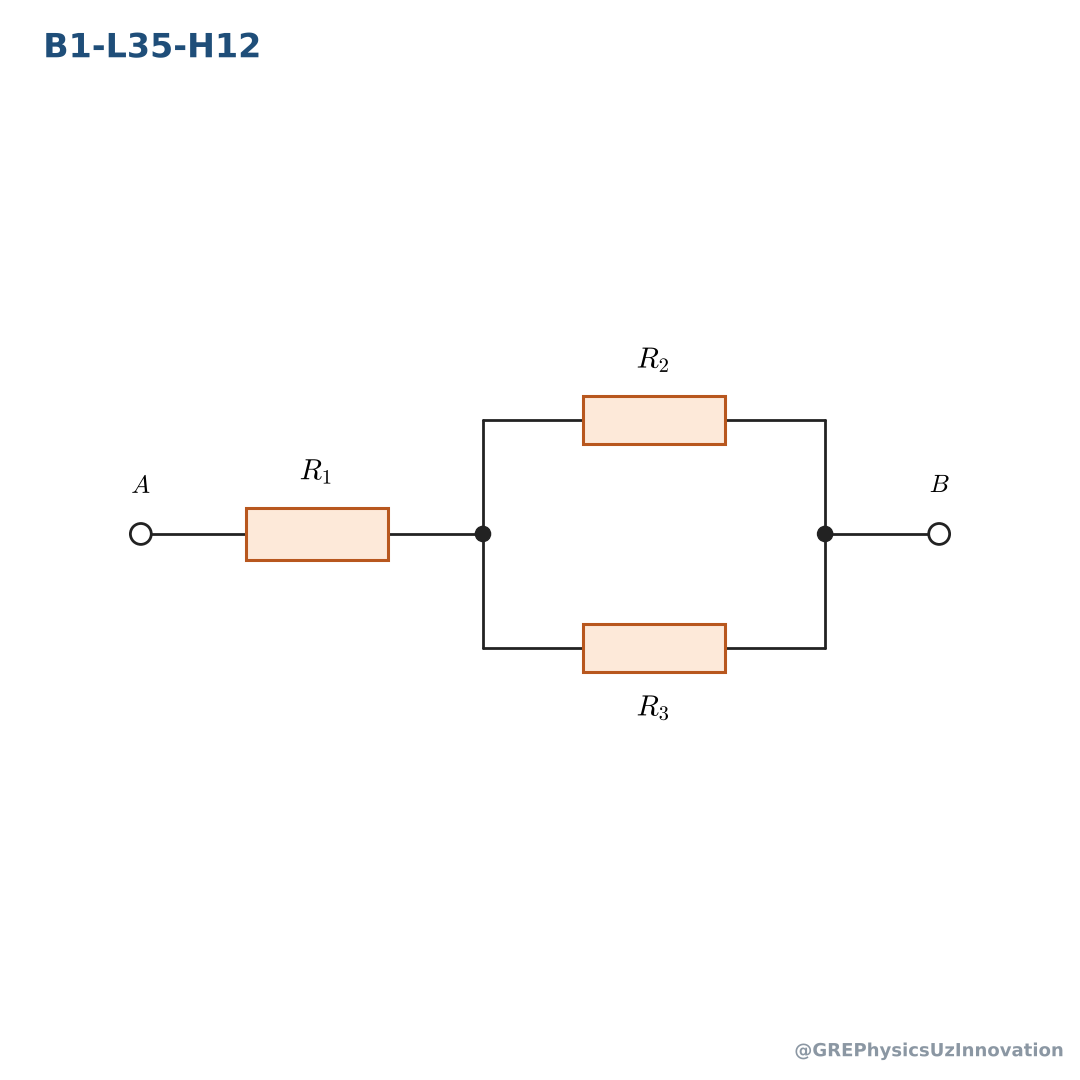 B1-L35-H12
R₂
R₁
A
B
R₃
@GREPhysicsUzInnovation